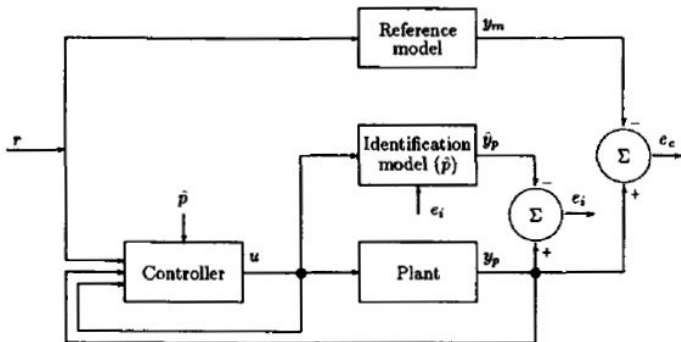 Reference
model
y_m
r
Identification
model (p̂)
ŷ_p
−
Σ
e_c
+
p̂
e_i
−
Σ
e_i
+
Controller
u
Plant
y_p